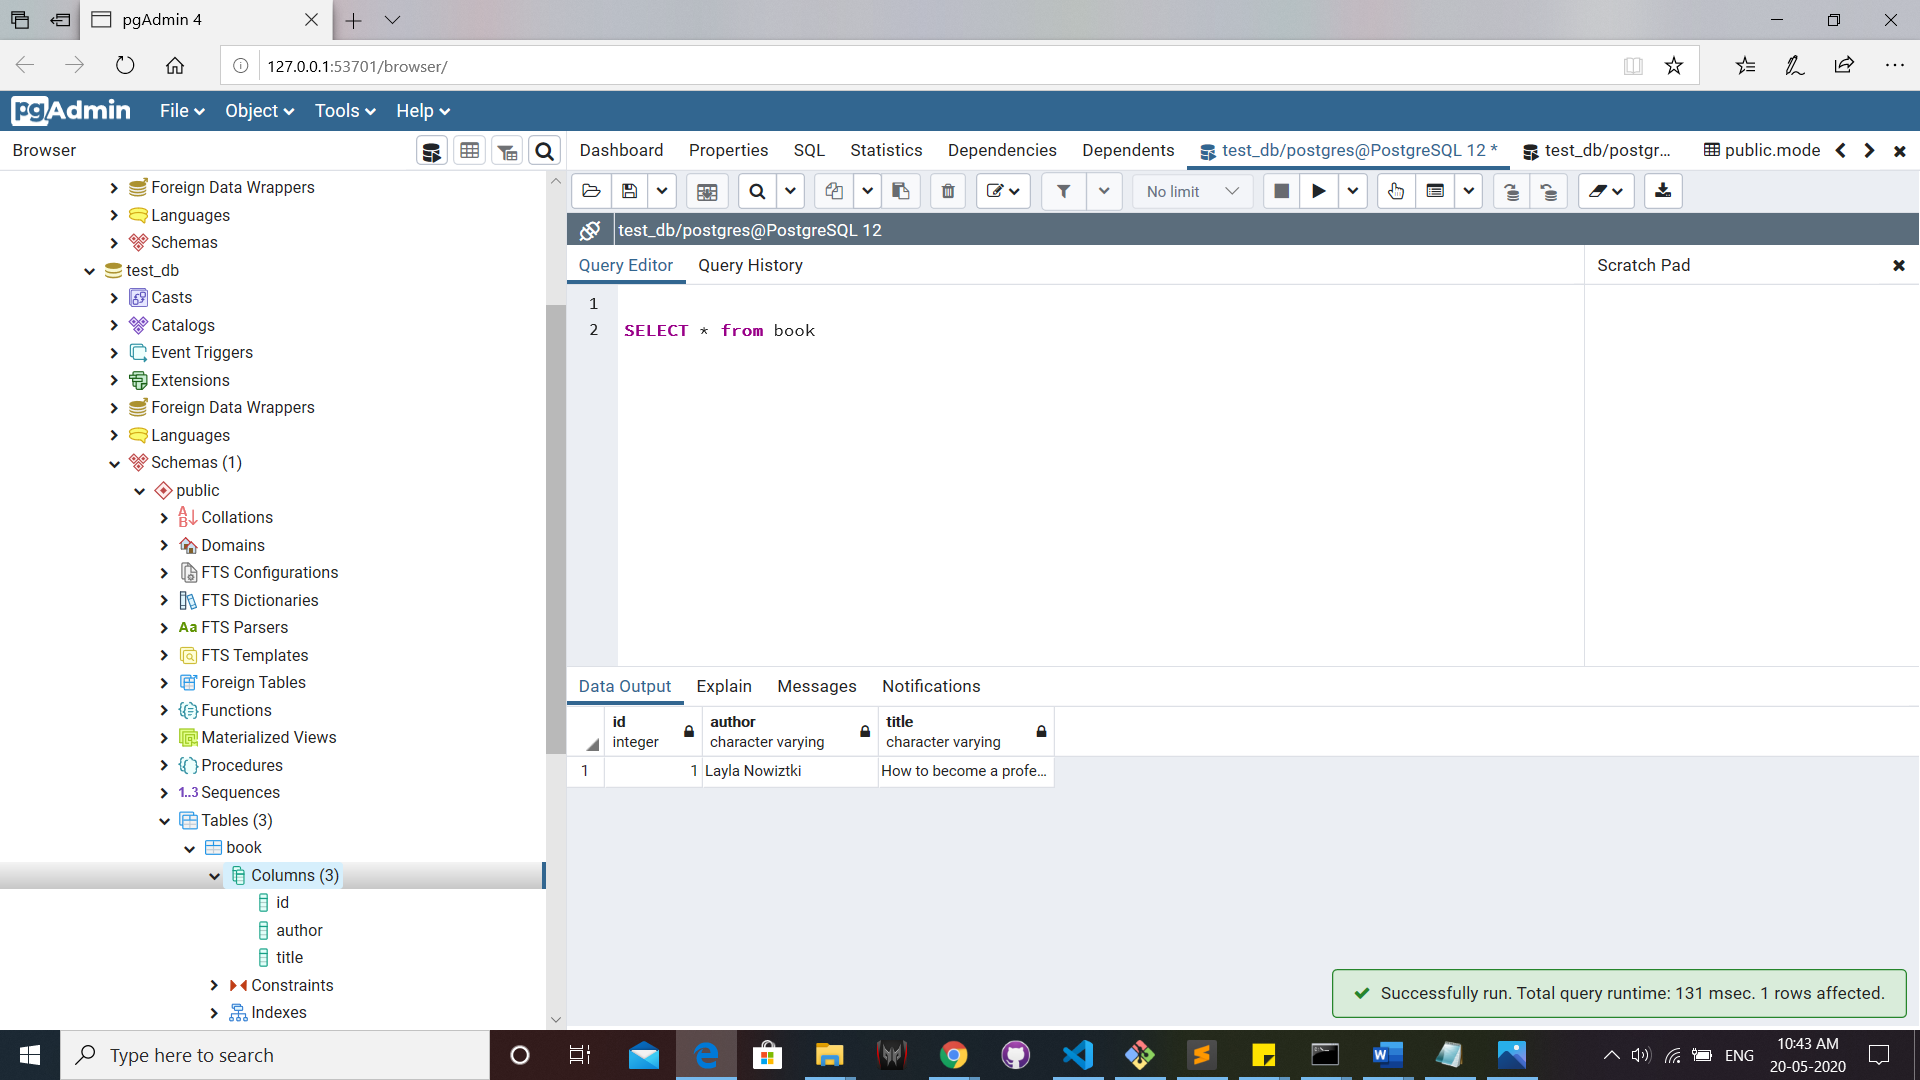 pgAdmin 4
127.0.0.1:53701/browser/
pgAdmin File Object Tools Help
Browser
Dashboard Properties SQL Statistics Dependencies Dependents test_db/postgres@PostgreSQL 12 * test_db/postgr... public.mode
No limit
test_db/postgres@PostgreSQL 12
Query Editor Query History
Scratch Pad
1
2 SELECT * from book
Foreign Data Wrappers
Languages
Schemas
test_db
Casts
Catalogs
Event Triggers
Extensions
Foreign Data Wrappers
Languages
Schemas (1)
public
Collations
Domains
FTS Configurations
FTS Dictionaries
Aa FTS Parsers
FTS Templates
Foreign Tables
Functions
Materialized Views
Procedures
1..3 Sequences
Tables (3)
book
Columns (3)
id
author
title
Constraints
Indexes
Data Output Explain Messages Notifications
id author title
integer character varying character varying
1 1 Layla Nowiztki How to become a profe...
Successfully run. Total query runtime: 131 msec. 1 rows affected.
Type here to search
ENG
10:43 AM
20-05-2020